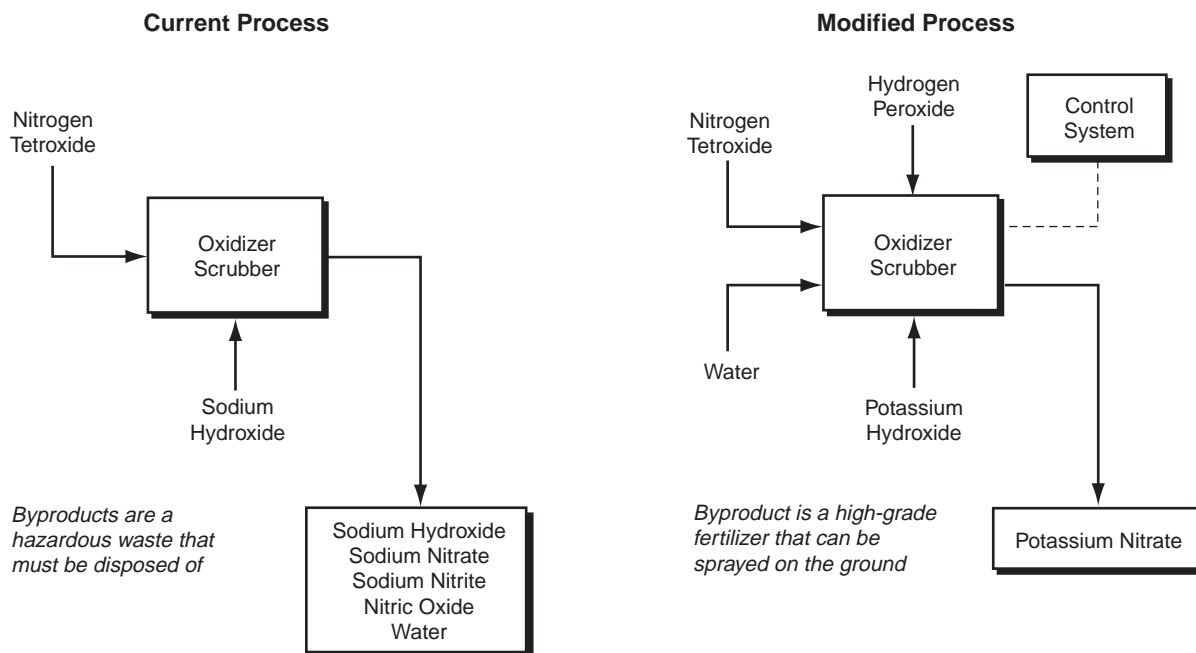 Current Process
Nitrogen
Tetroxide
Oxidizer
Scrubber
Sodium
Hydroxide
Byproducts are a
hazardous waste that
must be disposed of
Sodium Hydroxide
Sodium Nitrate
Sodium Nitrite
Nitric Oxide
Water
Modified Process
Hydrogen
Peroxide
Control
System
Nitrogen
Tetroxide
Oxidizer
Scrubber
Water
Potassium
Hydroxide
Byproduct is a high-grade
fertilizer that can be
sprayed on the ground
Potassium Nitrate